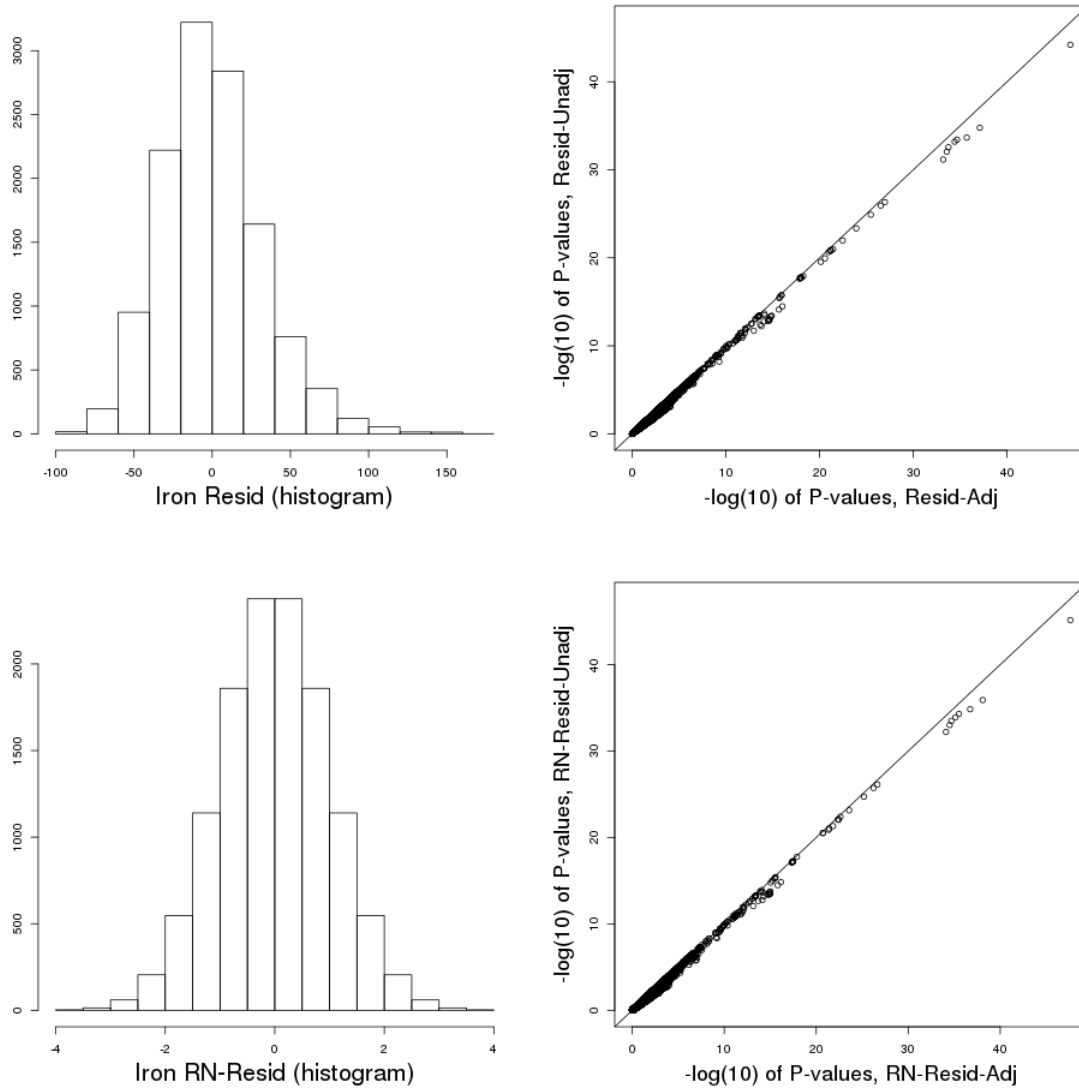 3000
2500
2000
1500
1000
500
0
-100 -50 0 50 100 150
Iron Resid (histogram)
-log(10) of P-values, Resid-Unadj
40
30
20
10
0
0 10 20 30 40
-log(10) of P-values, Resid-Adj
2000
1500
1000
500
0
-4 -2 0 2 4
Iron RN-Resid (histogram)
-log(10) of P-values, RN-Resid-Unadj
40
30
20
10
0
0 10 20 30 40
-log(10) of P-values, RN-Resid-Adj